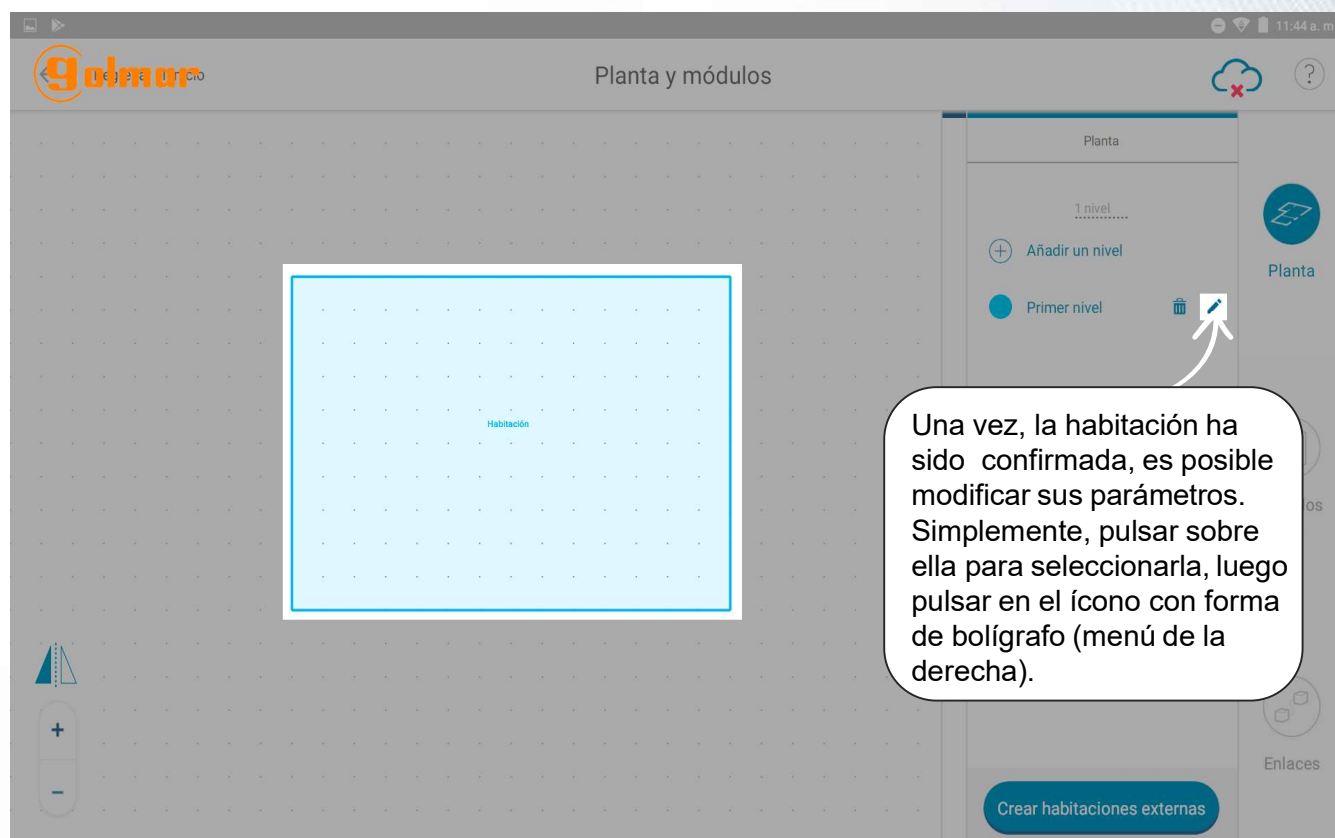 11:44 a. m
golmar
Planta y módulos
?
Planta
1 nivel
Añadir un nivel
Planta
Primer nivel
Habitación
Una vez, la habitación ha
sido confirmada, es posible
modificar sus parámetros.
Simplemente, pulsar sobre
ella para seleccionarla, luego
pulsar en el ícono con forma
de bolígrafo (menú de la
derecha).
+
−
Enlaces
Crear habitaciones externas